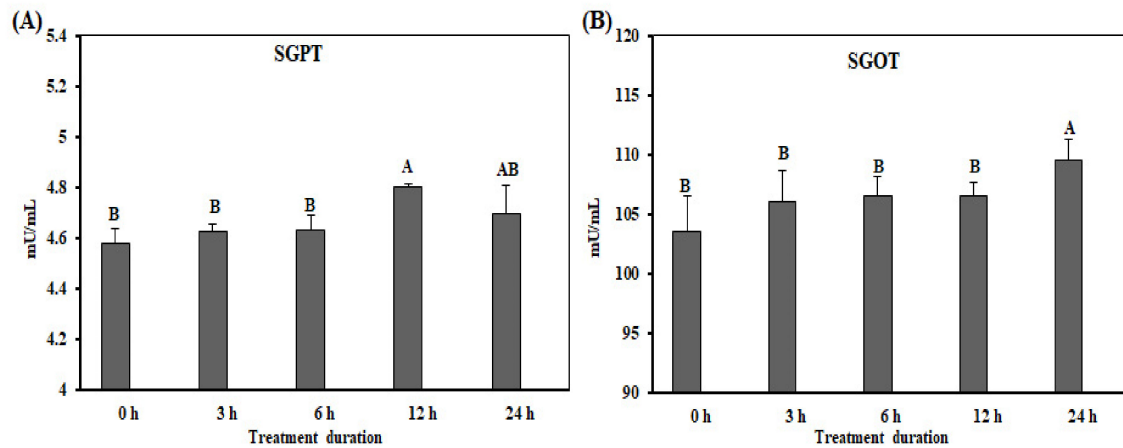 (A)
SGPT
5.4
5.2
5
4.8
4.6
4.4
4.2
4
mU/mL
B
B
B
A
AB
0 h
3 h
6 h
12 h
24 h
Treatment duration
(B)
SGOT
120
115
110
105
100
95
90
mU/mL
B
B
B
B
A
0 h
3 h
6 h
12 h
24 h
Treatment duration